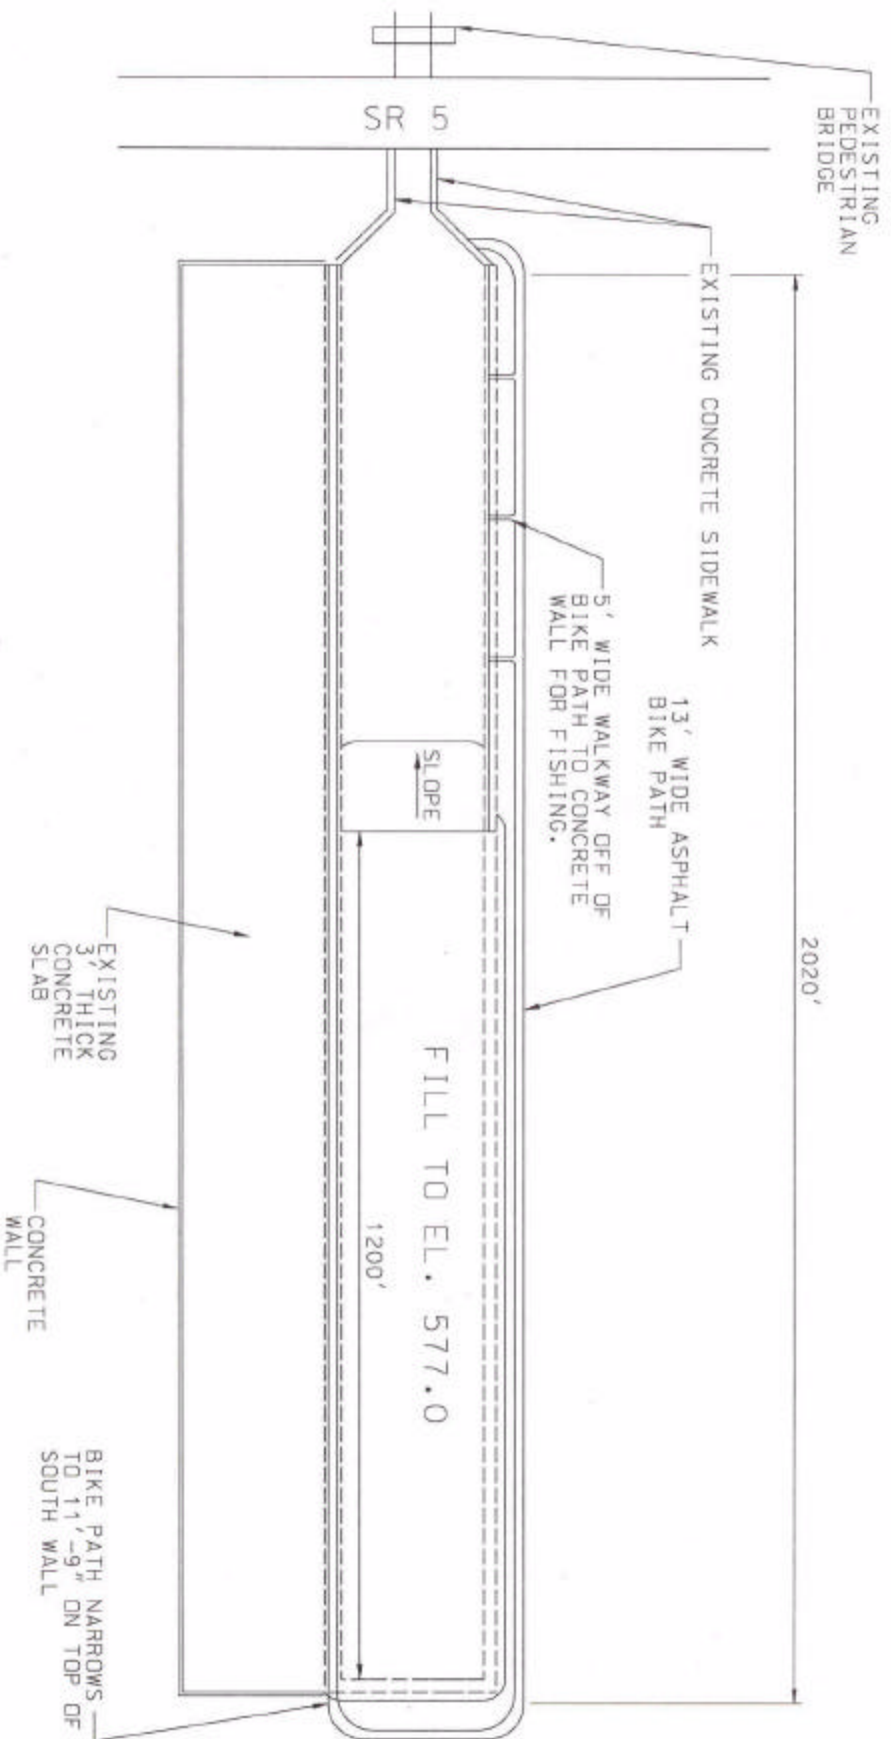 EXISTING
PEDESTRIAN
BRIDGE
SR 5
EXISTING CONCRETE SIDEWALK
2020'
13' WIDE ASPHALT
BIKE PATH
5' WIDE WALKWAY OFF OF
BIKE PATH TO CONCRETE
WALL FOR FISHING.
SLOPE
FILL TO EL. 577.0
1200'
EXISTING
3' THICK
CONCRETE
SLAB
CONCRETE
WALL
BIKE PATH NARROWS
TO 11'-9" ON TOP OF
SOUTH WALL